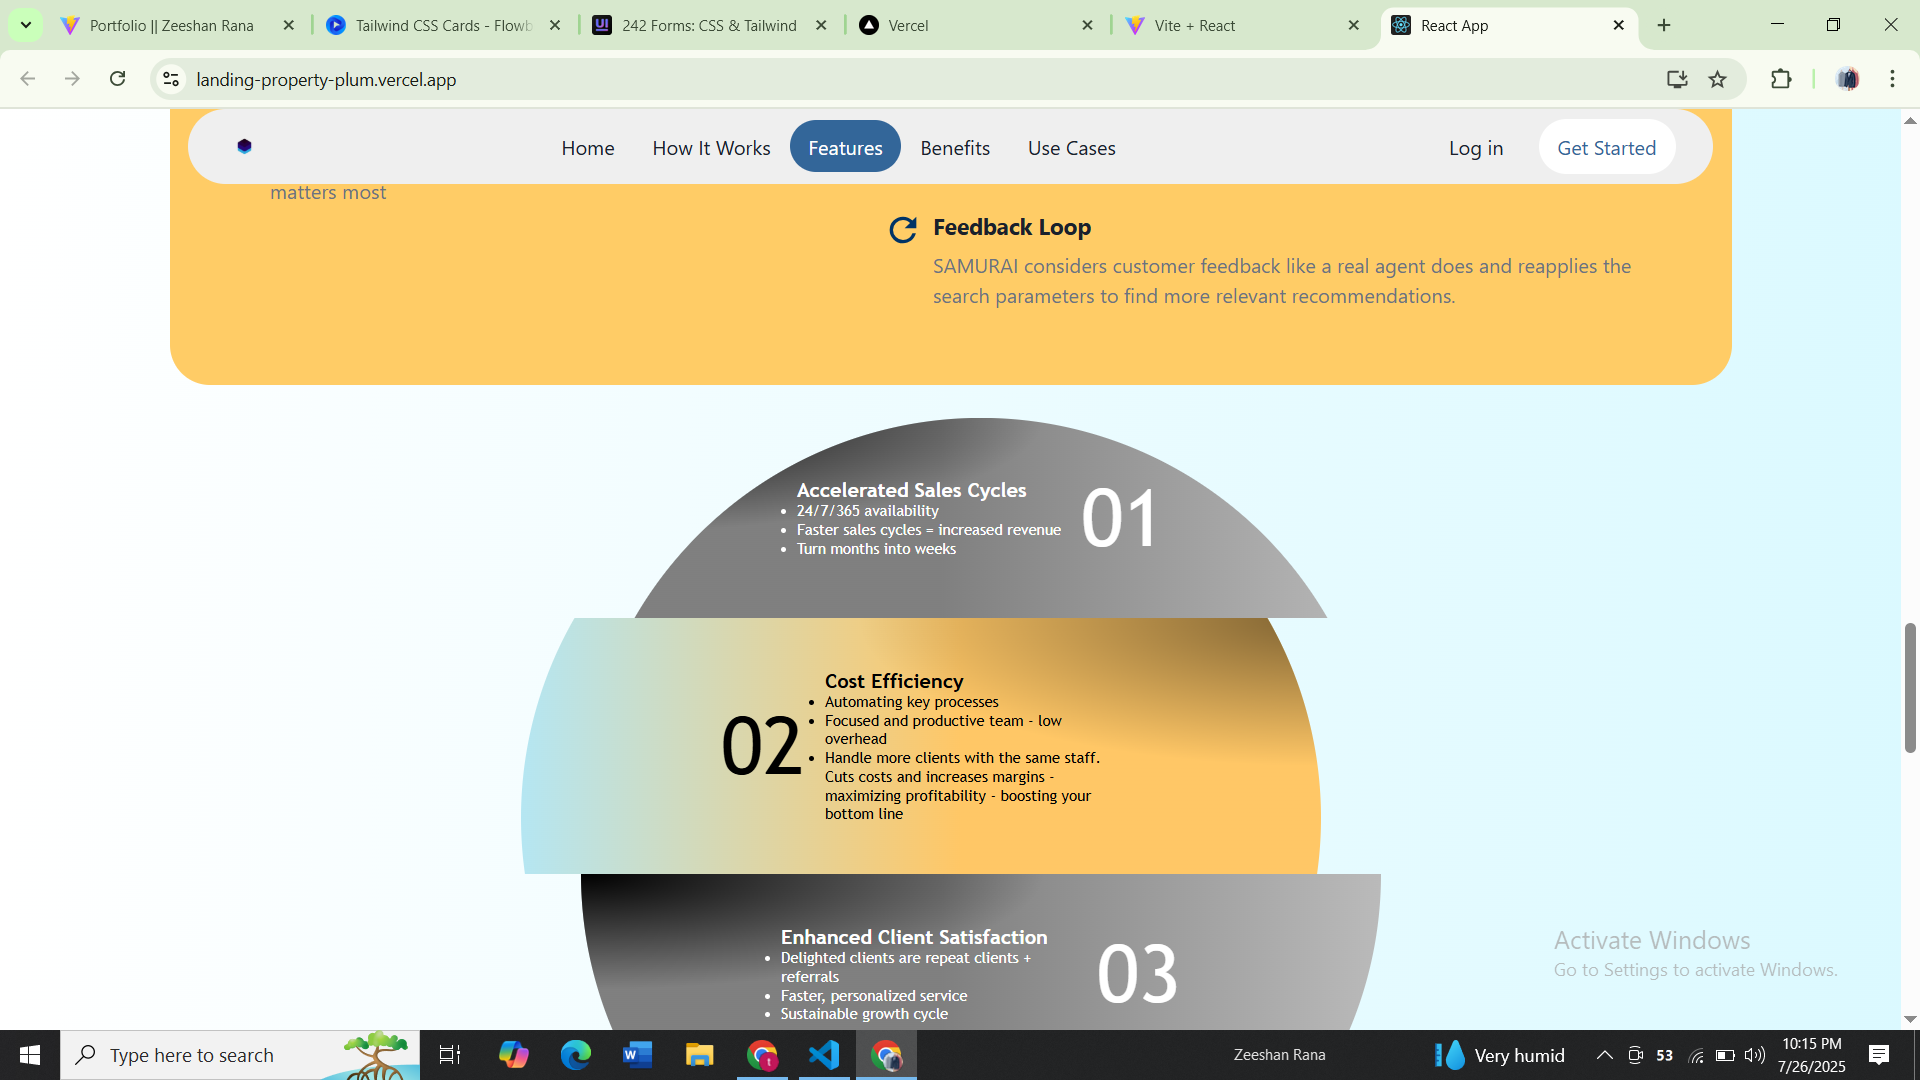 Portfolio || Zeeshan Rana
Tailwind CSS Cards - Flowb
242 Forms: CSS & Tailwind
Vercel
Vite + React
React App
landing-property-plum.vercel.app
Home
How It Works
Features
Benefits
Use Cases
Log in
Get Started
matters most
Feedback Loop
SAMURAI considers customer feedback like a real agent does and reapplies the
search parameters to find more relevant recommendations.
Accelerated Sales Cycles
• 24/7/365 availability
• Faster sales cycles = increased revenue
• Turn months into weeks
01
02
Cost Efficiency
• Automating key processes
• Focused and productive team - low
overhead
• Handle more clients with the same staff.
Cuts costs and increases margins -
maximizing profitability - boosting your
bottom line
Enhanced Client Satisfaction
• Delighted clients are repeat clients +
referrals
• Faster, personalized service
• Sustainable growth cycle
03
Activate Windows
Go to Settings to activate Windows.
Type here to search
Zeeshan Rana
Very humid
53
10:15 PM
7/26/2025